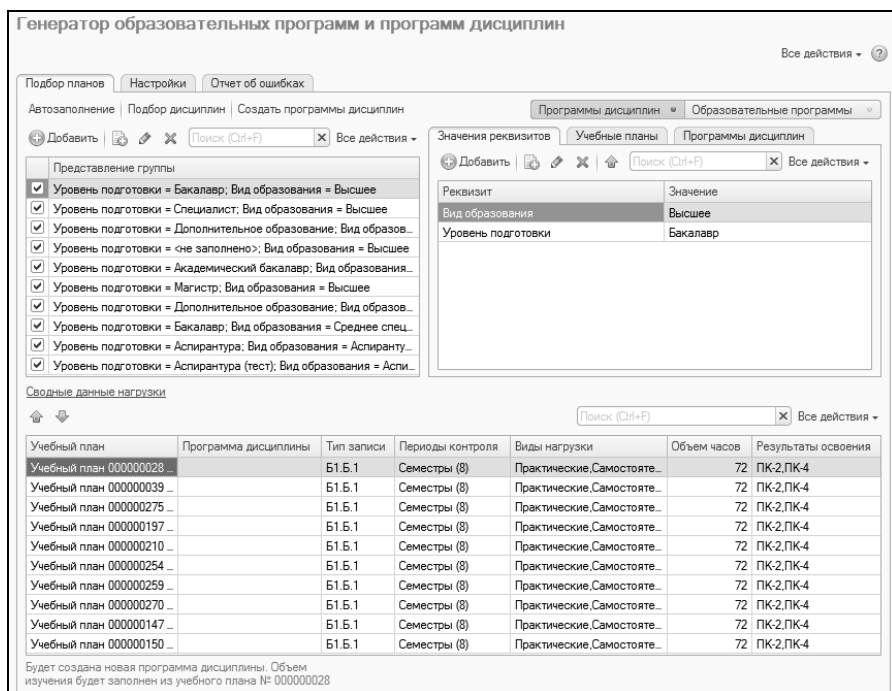 Генератор образовательных программ и программ дисциплин
Все действия
?
Подбор планов Настройки Отчет об ошибках
Автозаполнение Подбор дисциплин Создать программы дисциплин
Программы дисциплин Образовательные программы
Добавить Поиск (Ctrl+F) Все действия
Значения реквизитов Учебные планы Программы дисциплин
Добавить Поиск (Ctrl+F) Все действия
Представление группы
Уровень подготовки = Бакалавр; Вид образования = Высшее
Уровень подготовки = Специалист; Вид образования = Высшее
Уровень подготовки = Дополнительное образование; Вид образов...
Уровень подготовки = <не заполнено>; Вид образования = Высшее
Уровень подготовки = Академический бакалавр; Вид образования...
Уровень подготовки = Магистр; Вид образования = Высшее
Уровень подготовки = Дополнительное образование; Вид образов...
Уровень подготовки = Бакалавр; Вид образования = Среднее спец...
Уровень подготовки = Аспирантура; Вид образования = Аспиранту...
Уровень подготовки = Аспирантура (тест); Вид образования = Аспи...
Реквизит Значение
Вид образования Высшее
Уровень подготовки Бакалавр
Сводные данные нагрузки
Поиск (Ctrl+F) Все действия
Учебный план Программа дисциплины Тип записи Периоды контроля Виды нагрузки Объем часов Результаты освоения
Учебный план 000000028 ... Б1.Б.1 Семестры (8) Практические,Самостояте... 72 ПК-2,ПК-4
Учебный план 000000039 ... Б1.Б.1 Семестры (8) Практические,Самостояте... 72 ПК-2,ПК-4
Учебный план 000000275 ... Б1.Б.1 Семестры (8) Практические,Самостояте... 72 ПК-2,ПК-4
Учебный план 000000197 ... Б1.Б.1 Семестры (8) Практические,Самостояте... 72 ПК-2,ПК-4
Учебный план 000000210 ... Б1.Б.1 Семестры (8) Практические,Самостояте... 72 ПК-2,ПК-4
Учебный план 000000254 ... Б1.Б.1 Семестры (8) Практические,Самостояте... 72 ПК-2,ПК-4
Учебный план 000000259 ... Б1.Б.1 Семестры (8) Практические,Самостояте... 72 ПК-2,ПК-4
Учебный план 000000270 ... Б1.Б.1 Семестры (8) Практические,Самостояте... 72 ПК-2,ПК-4
Учебный план 000000147 ... Б1.Б.1 Семестры (8) Практические,Самостояте... 72 ПК-2,ПК-4
Учебный план 000000150 ... Б1.Б.1 Семестры (8) Практические,Самостояте... 72 ПК-2,ПК-4
Будет создана новая программа дисциплины. Объем
изучения будет заполнен из учебного плана № 000000028